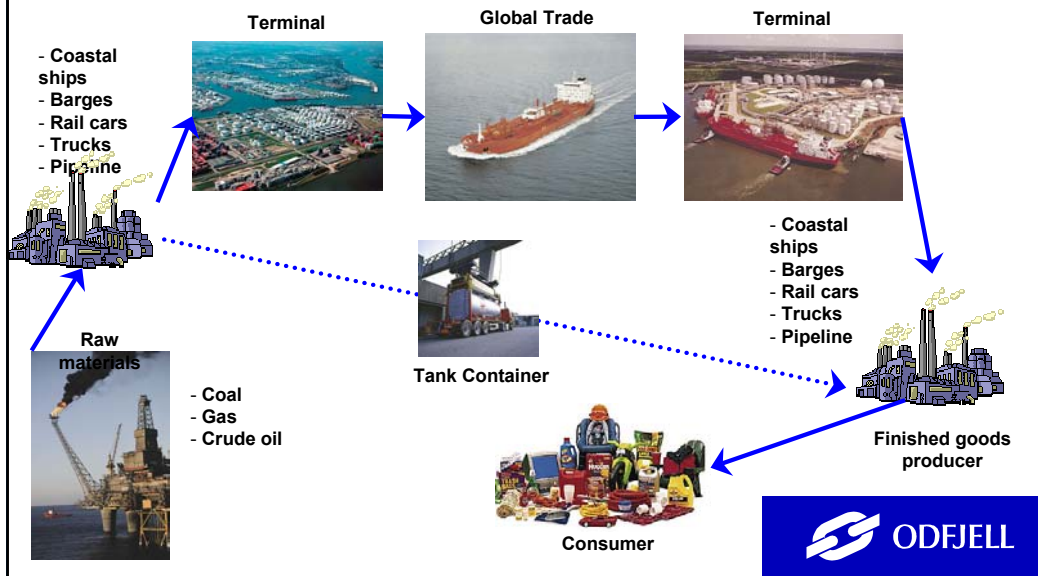 Terminal
Global Trade
Terminal
- Coastal
ships
- Barges
- Rail cars
- Trucks
- Pipeline
- Coastal
ships
- Barges
- Rail cars
- Trucks
- Pipeline
Raw
materials
- Coal
- Gas
- Crude oil
Tank Container
Finished goods
producer
Consumer
ODFJELL